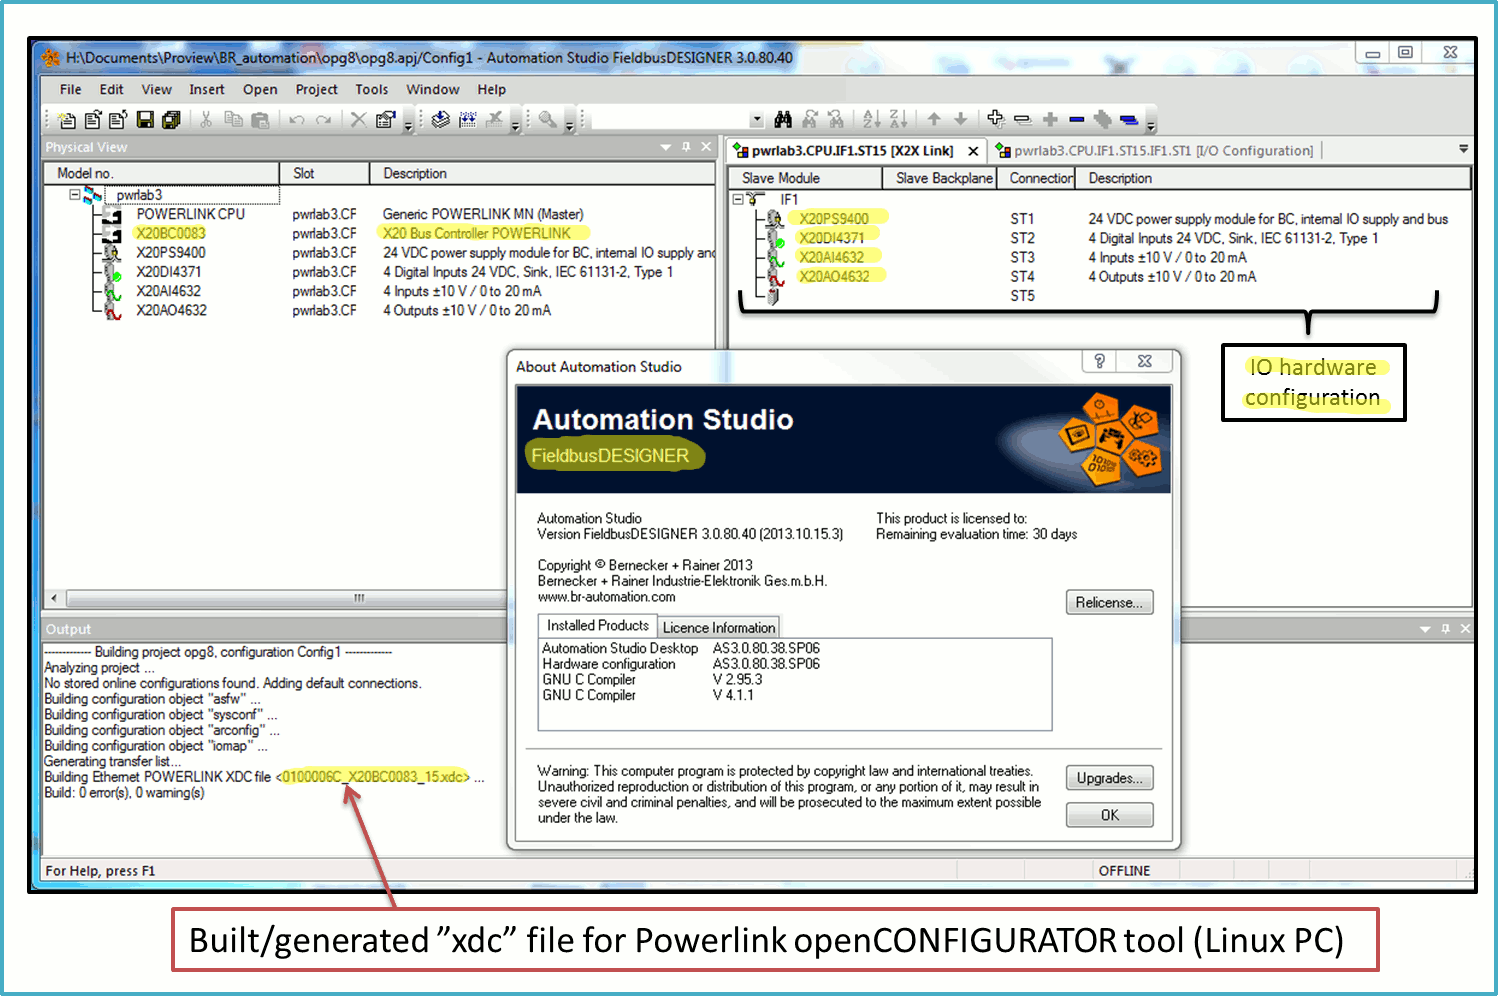 H:\Documents\Proview\BR_automation\opg8\opg8.apj/Config1 - Automation Studio FieldbusDESIGNER 3.0.80.40
File Edit View Insert Open Project Tools Window Help
Physical View
Model no. Slot Description
pwrlab3
POWERLINK CPU pwrlab3.CF Generic POWERLINK MN (Master)
X20BC0083 pwrlab3.CF X20 Bus Controller POWERLINK
X20PS9400 pwrlab3.CF 24 VDC power supply module for BC, internal IO supply and
X20DI4371 pwrlab3.CF 4 Digital Inputs 24 VDC, Sink, IEC 61131-2, Type 1
X20AI4632 pwrlab3.CF 4 Inputs ±10 V / 0 to 20 mA
X20AO4632 pwrlab3.CF 4 Outputs ±10 V / 0 to 20 mA
pwrlab3.CPU.IF1.ST15 [X2X Link] pwrlab3.CPU.IF1.ST15.IF1.ST1 [I/O Configuration]
Slave Module Slave Backplane Connection Description
IF1
X20PS9400 ST1 24 VDC power supply module for BC, internal IO supply and bus
X20DI4371 ST2 4 Digital Inputs 24 VDC, Sink, IEC 61131-2, Type 1
X20AI4632 ST3 4 Inputs ±10 V / 0 to 20 mA
X20AO4632 ST4 4 Outputs ±10 V / 0 to 20 mA
ST5
IO hardware
configuration
About Automation Studio
Automation Studio
FieldbusDESIGNER
Automation Studio
Version FieldbusDESIGNER 3.0.80.40 (2013.10.15.3)
This product is licensed to:
Remaining evaluation time: 30 days
Copyright © Bernecker + Rainer 2013
Bernecker + Rainer Industrie-Elektronik Ges.m.b.H.
www.br-automation.com
Relicense...
Installed Products Licence Information
Automation Studio Desktop AS3.0.80.38.SP06
Hardware configuration AS3.0.80.38.SP06
GNU C Compiler V 2.95.3
GNU C Compiler V 4.1.1
Warning: This computer program is protected by copyright law and international treaties.
Unauthorized reproduction or distribution of this program, or any portion of it, may result in
severe civil and criminal penalties, and will be prosecuted to the maximum extent possible
under the law.
Upgrades...
OK
Output
------------- Building project opg8, configuration Config1 -------------
Analyzing project ...
No stored online configurations found. Adding default connections.
Building configuration object "asfw" ...
Building configuration object "sysconf" ...
Building configuration object "arconfig" ...
Building configuration object "iomap" ...
Generating transfer list...
Building Ethernet POWERLINK XDC file <0100006C_X20BC0083_15.xdc> ...
Build: 0 error(s), 0 warning(s)
For Help, press F1 OFFLINE
Built/generated ”xdc” file for Powerlink openCONFIGURATOR tool (Linux PC)